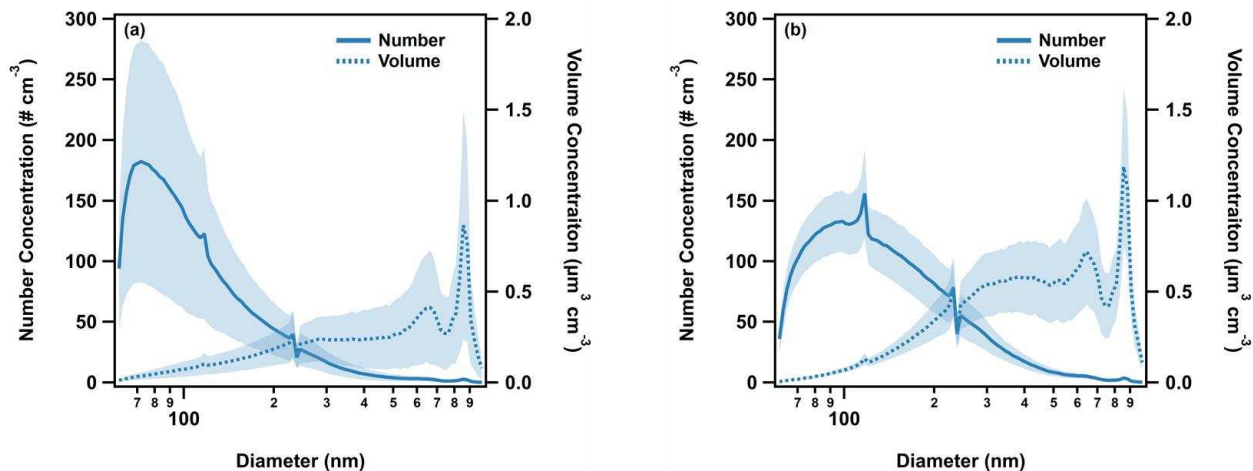 (a)
Number
Volume
Number Concentration (# cm⁻³)
300
250
200
150
100
50
0
2.0
1.5
1.0
0.5
0.0
Volume Concentraiton (µm³ cm⁻³)
7 8 9 2 3 4 5 6 7 8 9
100
Diameter (nm)
(b)
Number
Volume
Number Concentration (# cm⁻³)
300
250
200
150
100
50
0
2.0
1.5
1.0
0.5
0.0
Volume Concentraiton (µm³ cm⁻³)
7 8 9 2 3 4 5 6 7 8 9
100
Diameter (nm)